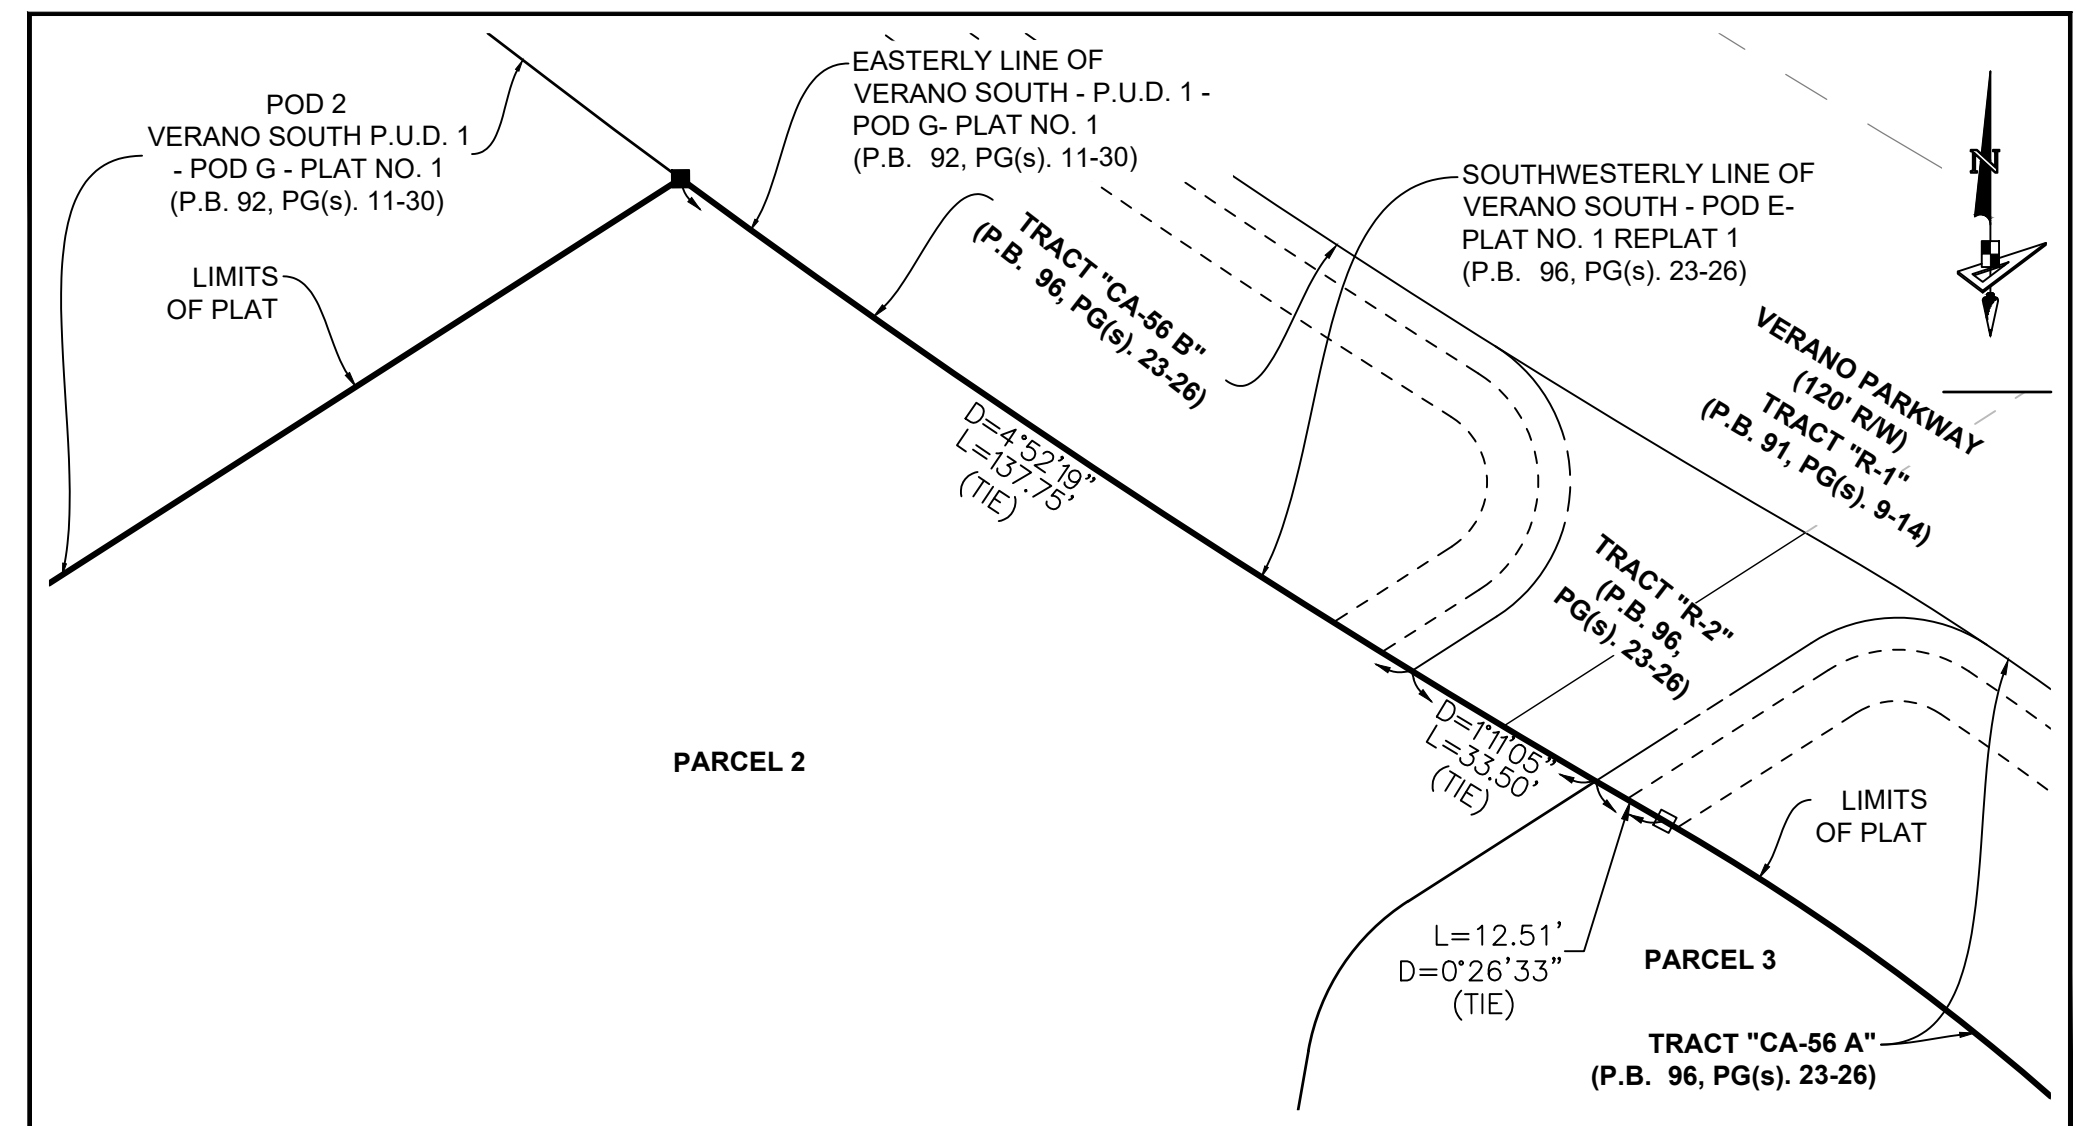 POD 2
VERANO SOUTH P.U.D. 1
- POD G - PLAT NO. 1
(P.B. 92, PG(s). 11-30)
LIMITS
OF PLAT
EASTERLY LINE OF
VERANO SOUTH - P.U.D. 1 -
POD G- PLAT NO. 1
(P.B. 92, PG(s). 11-30)
TRACT "CA-56 B"
(P.B. 96, PG(s). 23-26)
SOUTHWESTERLY LINE OF
VERANO SOUTH - POD E-
PLAT NO. 1 REPLAT 1
(P.B. 96, PG(s). 23-26)
N
VERANO PARKWAY
(120' R/W)
TRACT "R-1"
(P.B. 91, PG(s). 9-14)
D=4°52'19"
L=137.75'
(TIE)
TRACT "R-2"
(P.B. 96,
PG(s). 23-26)
D=1°11'05"
L=33.50'
(TIE)
PARCEL 2
LIMITS
OF PLAT
L=12.51'
D=0°26'33"
(TIE)
PARCEL 3
TRACT "CA-56 A"
(P.B. 96, PG(s). 23-26)